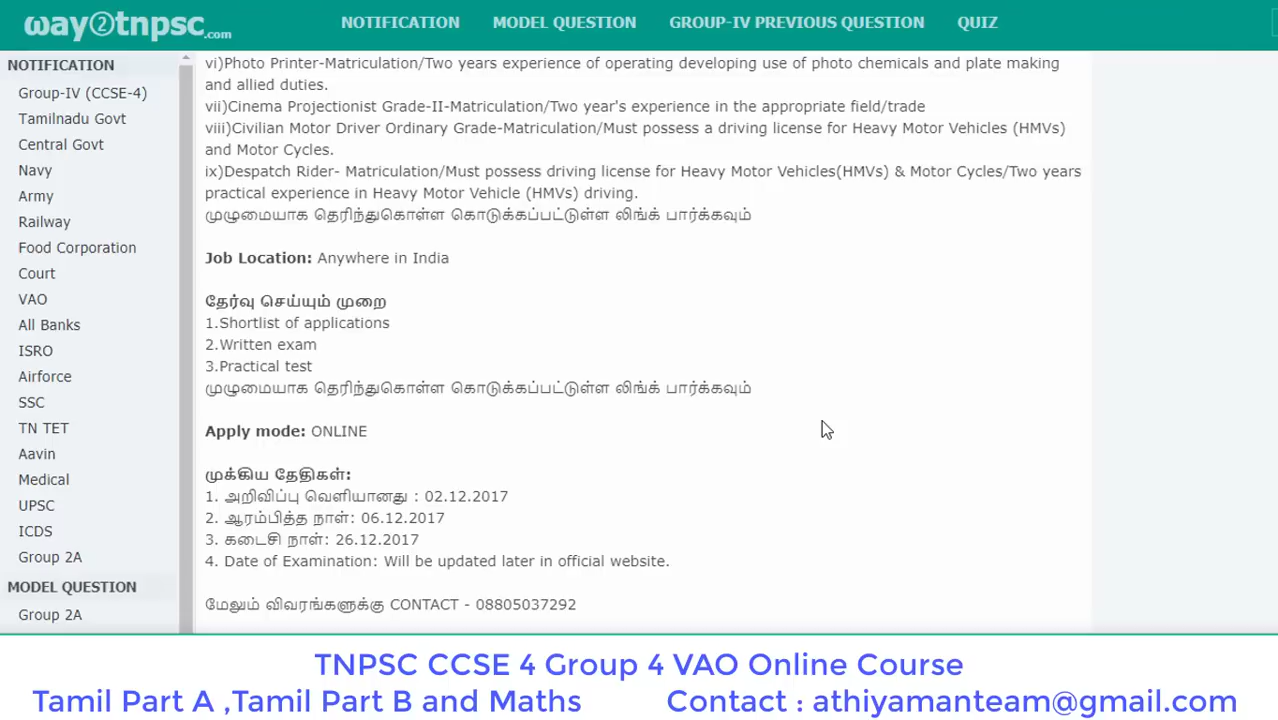 way2tnpsc.com
NOTIFICATION MODEL QUESTION GROUP-IV PREVIOUS QUESTION QUIZ
NOTIFICATION
Group-IV (CCSE-4)
Tamilnadu Govt
Central Govt
Navy
Army
Railway
Food Corporation
Court
VAO
All Banks
ISRO
Airforce
SSC
TN TET
Aavin
Medical
UPSC
ICDS
Group 2A
MODEL QUESTION
Group 2A
vi)Photo Printer-Matriculation/Two years experience of operating developing use of photo chemicals and plate making
and allied duties.
vii)Cinema Projectionist Grade-II-Matriculation/Two year's experience in the appropriate field/trade
viii)Civilian Motor Driver Ordinary Grade-Matriculation/Must possess a driving license for Heavy Motor Vehicles (HMVs)
and Motor Cycles.
ix)Despatch Rider- Matriculation/Must possess driving license for Heavy Motor Vehicles(HMVs) & Motor Cycles/Two years
practical experience in Heavy Motor Vehicle (HMVs) driving.
முழுமையாக தெரிந்துகொள்ள கொடுக்கப்பட்டுள்ள லிங்க் பார்க்கவும்
Job Location: Anywhere in India
தேர்வு செய்யும் முறை
1.Shortlist of applications
2.Written exam
3.Practical test
முழுமையாக தெரிந்துகொள்ள கொடுக்கப்பட்டுள்ள லிங்க் பார்க்கவும்
Apply mode: ONLINE
முக்கிய தேதிகள்:
1. அறிவிப்பு வெளியானது : 02.12.2017
2. ஆரம்பித்த நாள்: 06.12.2017
3. கடைசி நாள்: 26.12.2017
4. Date of Examination: Will be updated later in official website.
மேலும் விவரங்களுக்கு CONTACT - 08805037292
TNPSC CCSE 4 Group 4 VAO Online Course
Tamil Part A ,Tamil Part B and Maths Contact : athiyamanteam@gmail.com